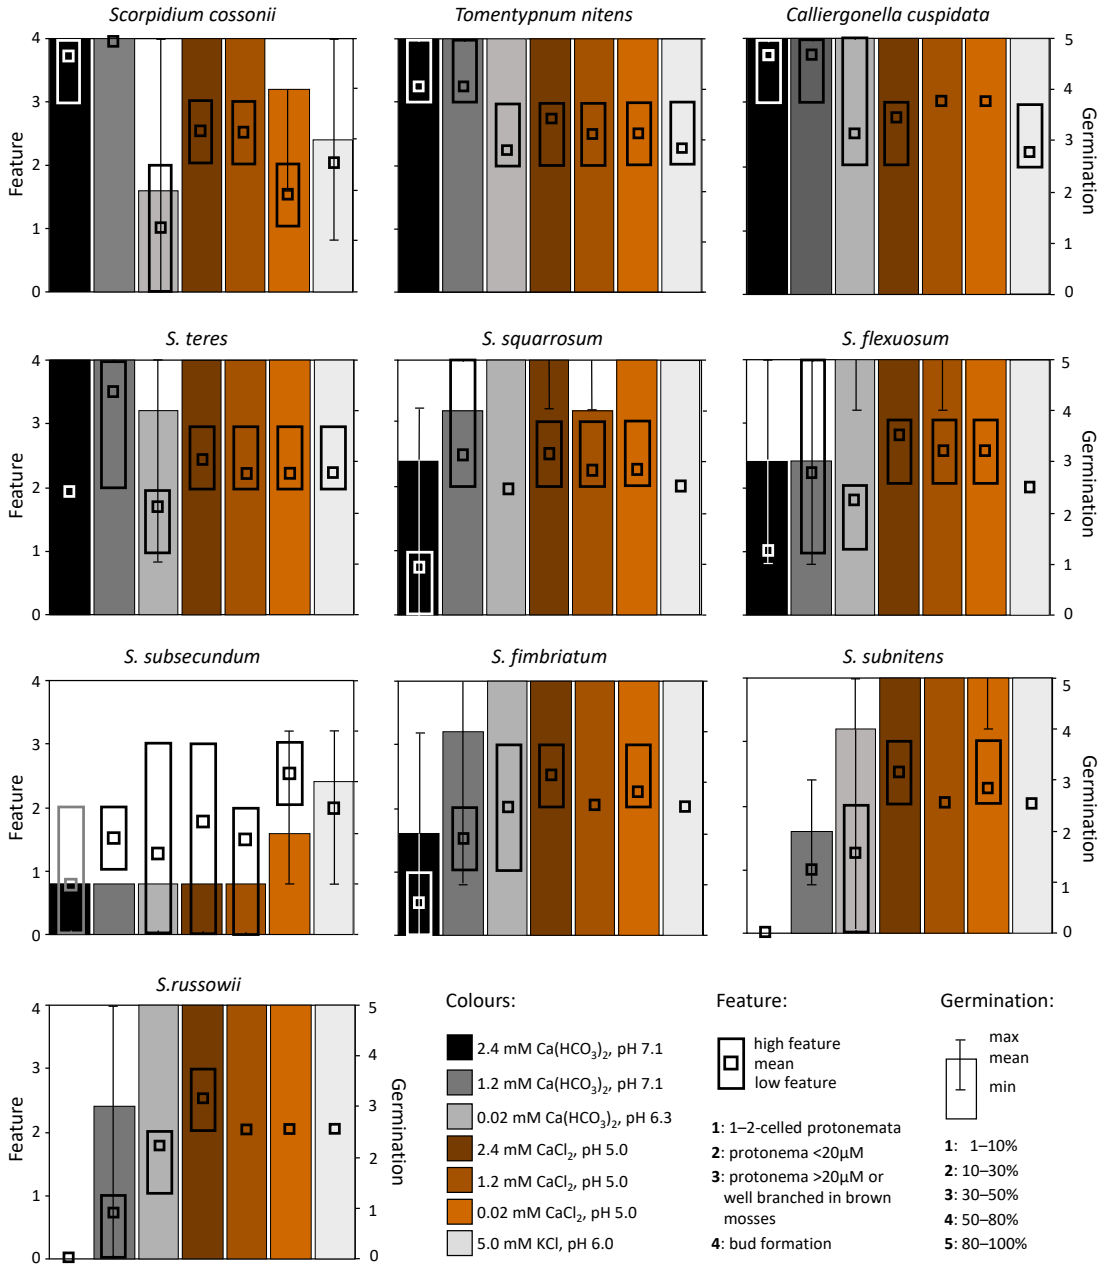 Scorpidium cossonii
Tomentypnum nitens
Calliergonella cuspidata
4
3
2
1
0
Feature
5
4
3
2
1
0
Germination
S. teres
S. squarrosum
S. flexuosum
4
3
2
1
0
Feature
5
4
3
2
1
0
Germination
S. subsecundum
S. fimbriatum
S. subnitens
4
3
2
1
0
Feature
5
4
3
2
1
0
Germination
S.russowii
4
3
2
1
0
Feature
5
4
3
2
1
0
Germination
Colours:
2.4 mM Ca(HCO₃)₂, pH 7.1
1.2 mM Ca(HCO₃)₂, pH 7.1
0.02 mM Ca(HCO₃)₂, pH 6.3
2.4 mM CaCl₂, pH 5.0
1.2 mM CaCl₂, pH 5.0
0.02 mM CaCl₂, pH 5.0
5.0 mM KCl, pH 6.0
Feature:
high feature
mean
low feature
1: 1–2-celled protonemata
2: protonema <20µM
3: protonema >20µM or
well branched in brown
mosses
4: bud formation
Germination:
max
mean
min
1: 1–10%
2: 10–30%
3: 30–50%
4: 50–80%
5: 80–100%